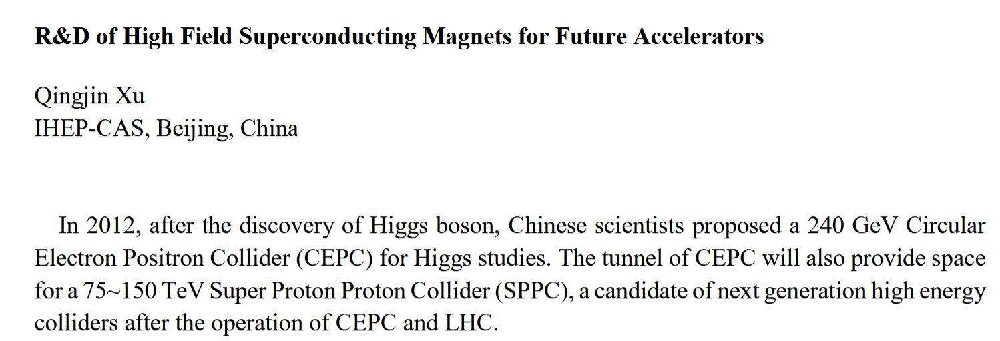 R&D of High Field Superconducting Magnets for Future Accelerators
Qingjin Xu
IHEP-CAS, Beijing, China
In 2012, after the discovery of Higgs boson, Chinese scientists proposed a 240 GeV Circular
Electron Positron Collider (CEPC) for Higgs studies. The tunnel of CEPC will also provide space
for a 75~150 TeV Super Proton Proton Collider (SPPC), a candidate of next generation high energy
colliders after the operation of CEPC and LHC.